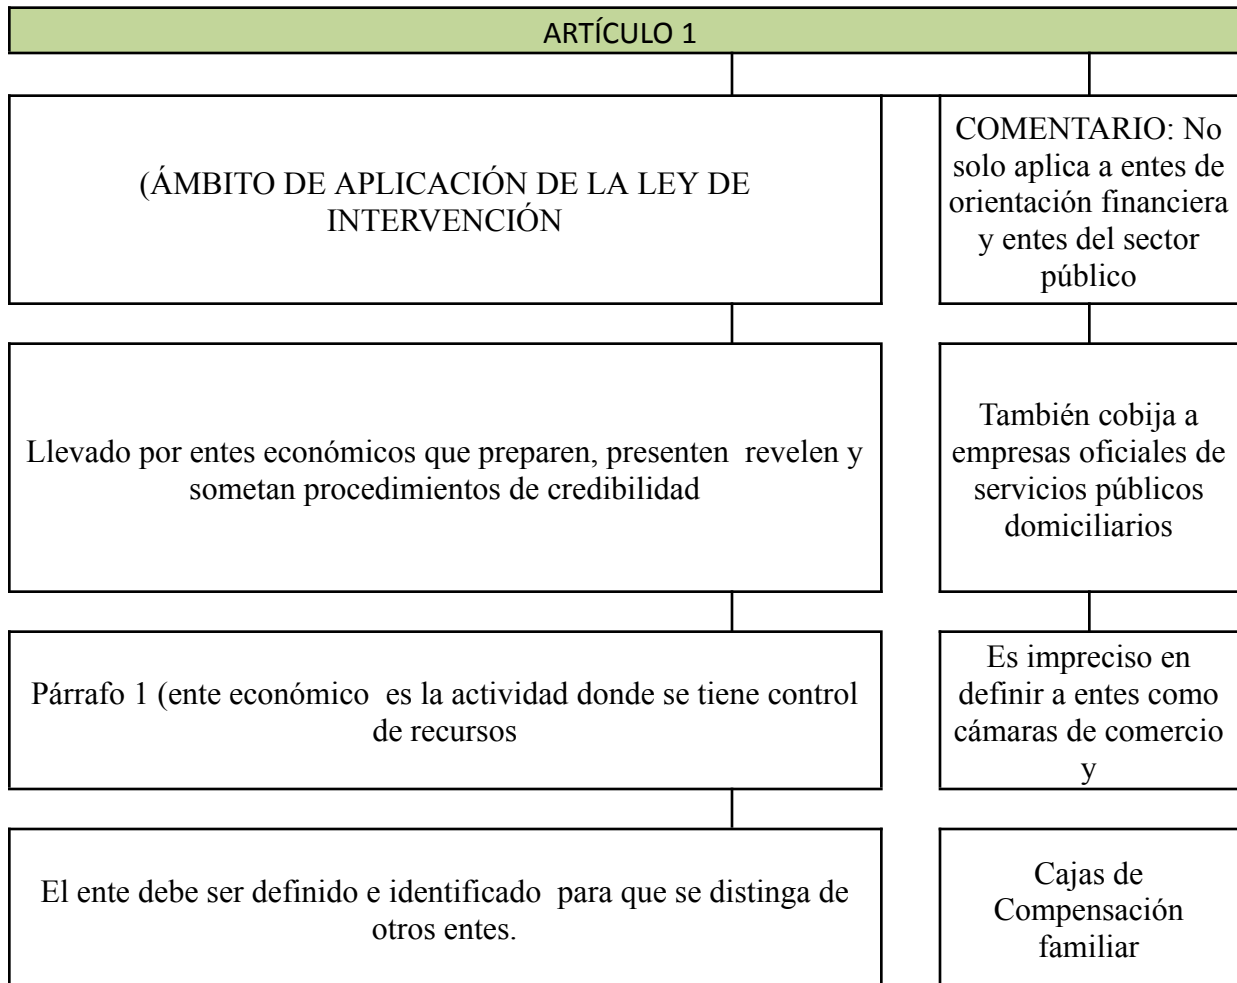 ARTÍCULO 1
(ÁMBITO DE APLICACIÓN DE LA LEY DE
INTERVENCIÓN
COMENTARIO: No
solo aplica a entes de
orientación financiera
y entes del sector
público
Llevado por entes económicos que preparen, presenten  revelen y
sometan procedimientos de credibilidad
También cobija a
empresas oficiales de
servicios públicos
domiciliarios
Párrafo 1 (ente económico  es la actividad donde se tiene control
de recursos
Es impreciso en
definir a entes como
cámaras de comercio
y
El ente debe ser definido e identificado  para que se distinga de
otros entes.
Cajas de
Compensación
familiar